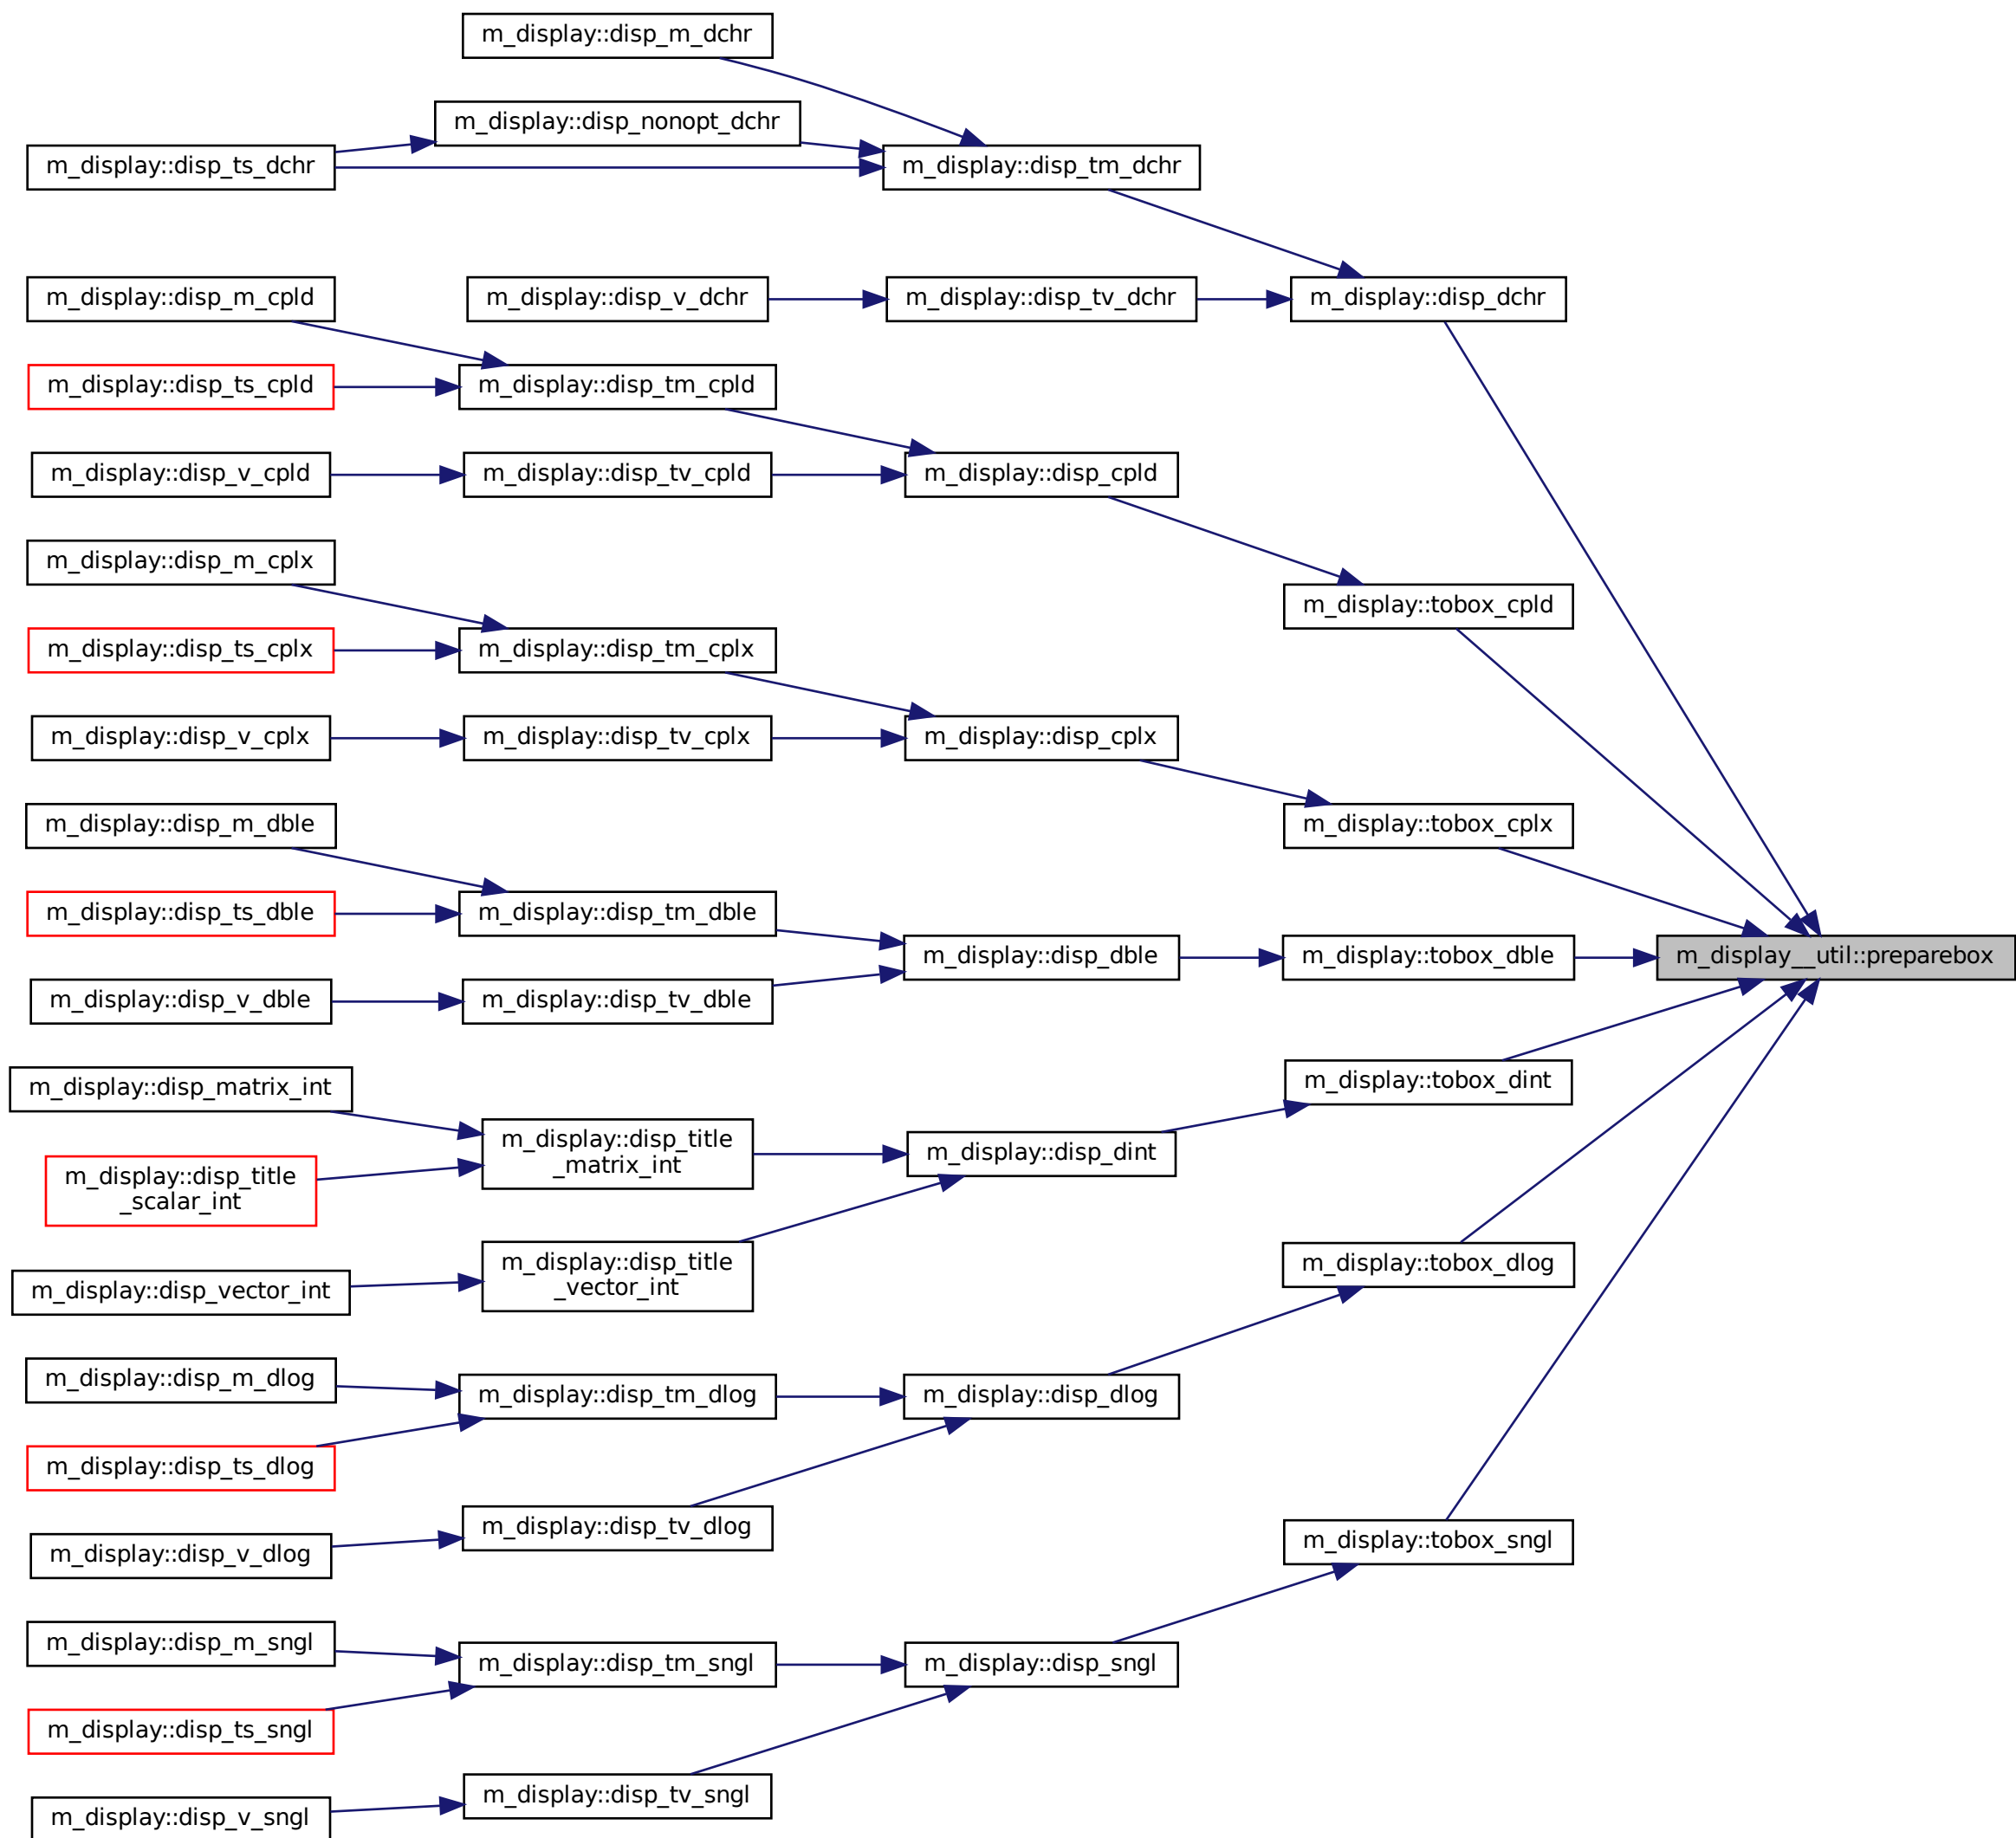 m_display::disp_m_dchr
m_display::disp_nonopt_dchr
m_display::disp_ts_dchr
m_display::disp_tm_dchr
m_display::disp_m_cpld
m_display::disp_v_dchr
m_display::disp_tv_dchr
m_display::disp_dchr
m_display::disp_ts_cpld
m_display::disp_tm_cpld
m_display::disp_v_cpld
m_display::disp_tv_cpld
m_display::disp_cpld
m_display::disp_m_cplx
m_display::tobox_cpld
m_display::disp_ts_cplx
m_display::disp_tm_cplx
m_display::disp_v_cplx
m_display::disp_tv_cplx
m_display::disp_cplx
m_display::disp_m_dble
m_display::tobox_cplx
m_display::disp_ts_dble
m_display::disp_tm_dble
m_display::disp_dble
m_display::tobox_dble
m_display__util::preparebox
m_display::disp_v_dble
m_display::disp_tv_dble
m_display::disp_matrix_int
m_display::tobox_dint
m_display::disp_title
_matrix_int
m_display::disp_dint
m_display::disp_title
_scalar_int
m_display::disp_title
_vector_int
m_display::tobox_dlog
m_display::disp_vector_int
m_display::disp_m_dlog
m_display::disp_tm_dlog
m_display::disp_dlog
m_display::disp_ts_dlog
m_display::disp_tv_dlog
m_display::tobox_sngl
m_display::disp_v_dlog
m_display::disp_m_sngl
m_display::disp_tm_sngl
m_display::disp_sngl
m_display::disp_ts_sngl
m_display::disp_tv_sngl
m_display::disp_v_sngl